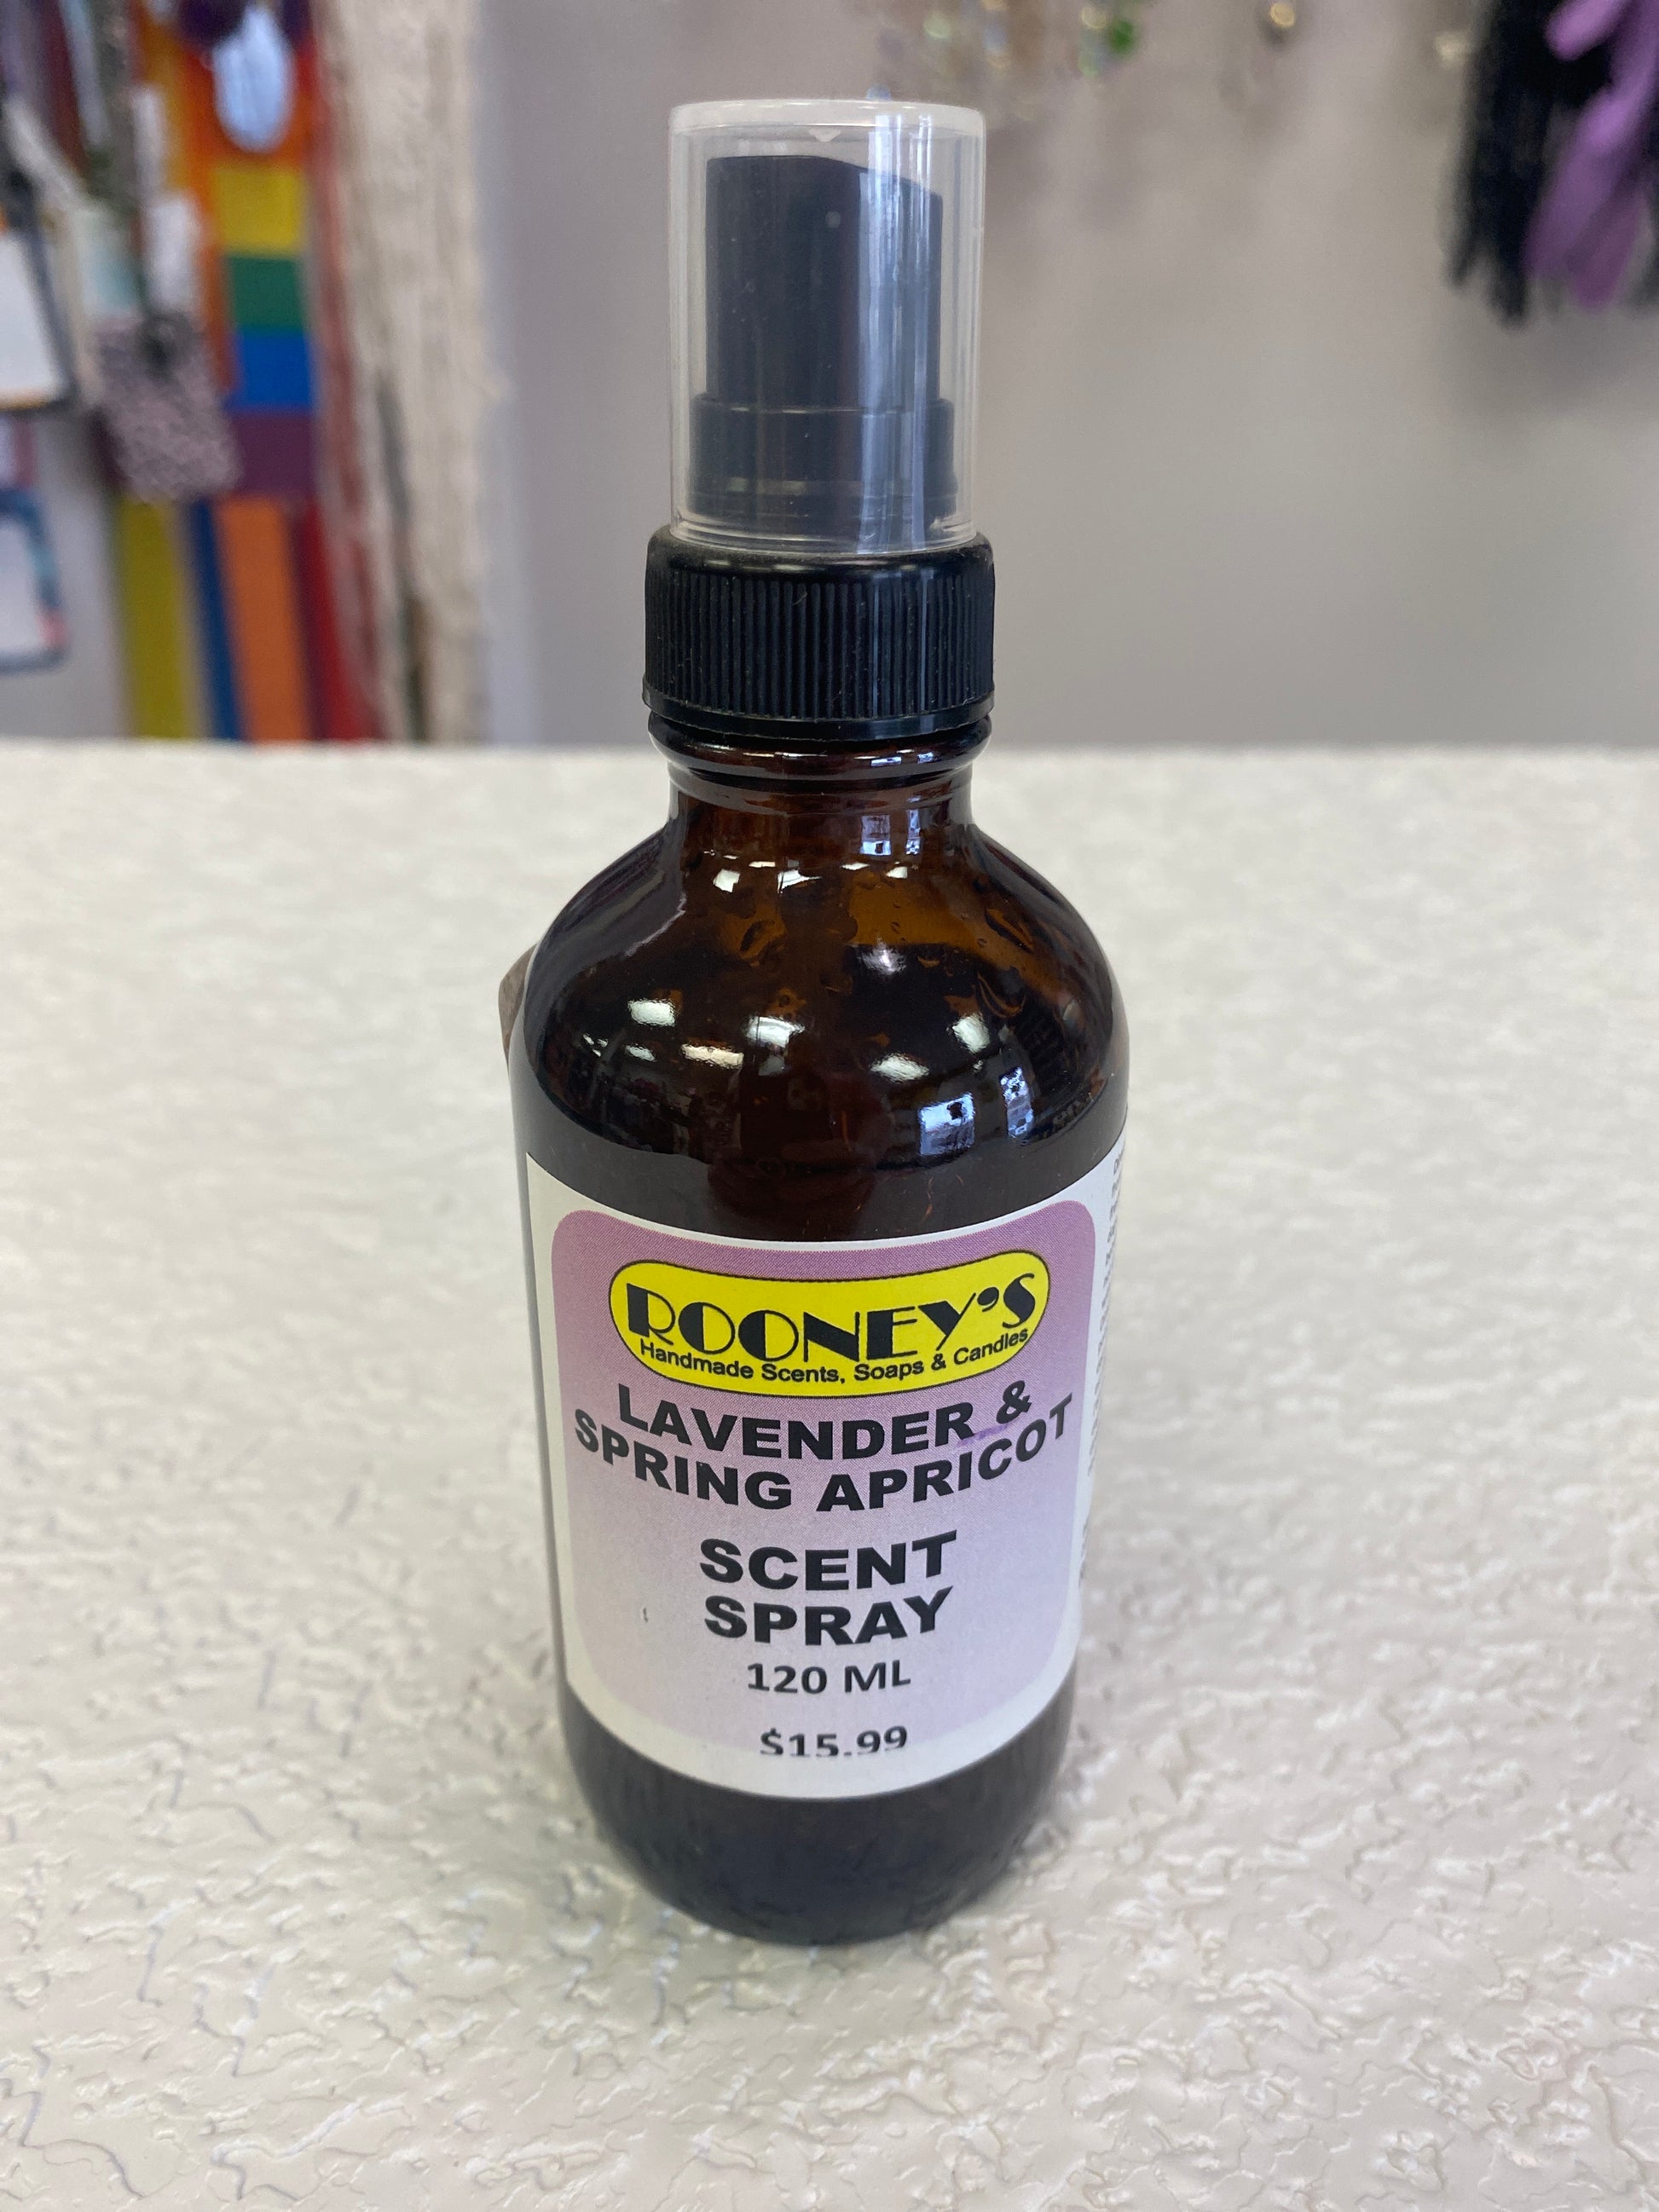 ROONEY'S
Handmade Scents, Soaps & Candles
LAVENDER &
SPRING APRICOT
SCENT
SPRAY
120 ML
$15.99